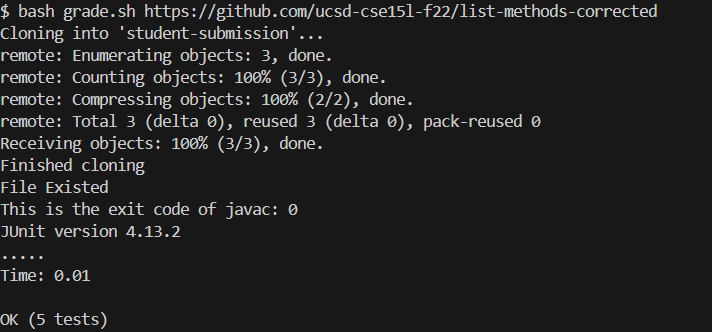 $ bash grade.sh https://github.com/ucsd-cse15l-f22/list-methods-corrected
Cloning into 'student-submission'...
remote: Enumerating objects: 3, done.
remote: Counting objects: 100% (3/3), done.
remote: Compressing objects: 100% (2/2), done.
remote: Total 3 (delta 0), reused 3 (delta 0), pack-reused 0
Receiving objects: 100% (3/3), done.
Finished cloning
File Existed
This is the exit code of javac: 0
JUnit version 4.13.2
.....
Time: 0.01
OK (5 tests)